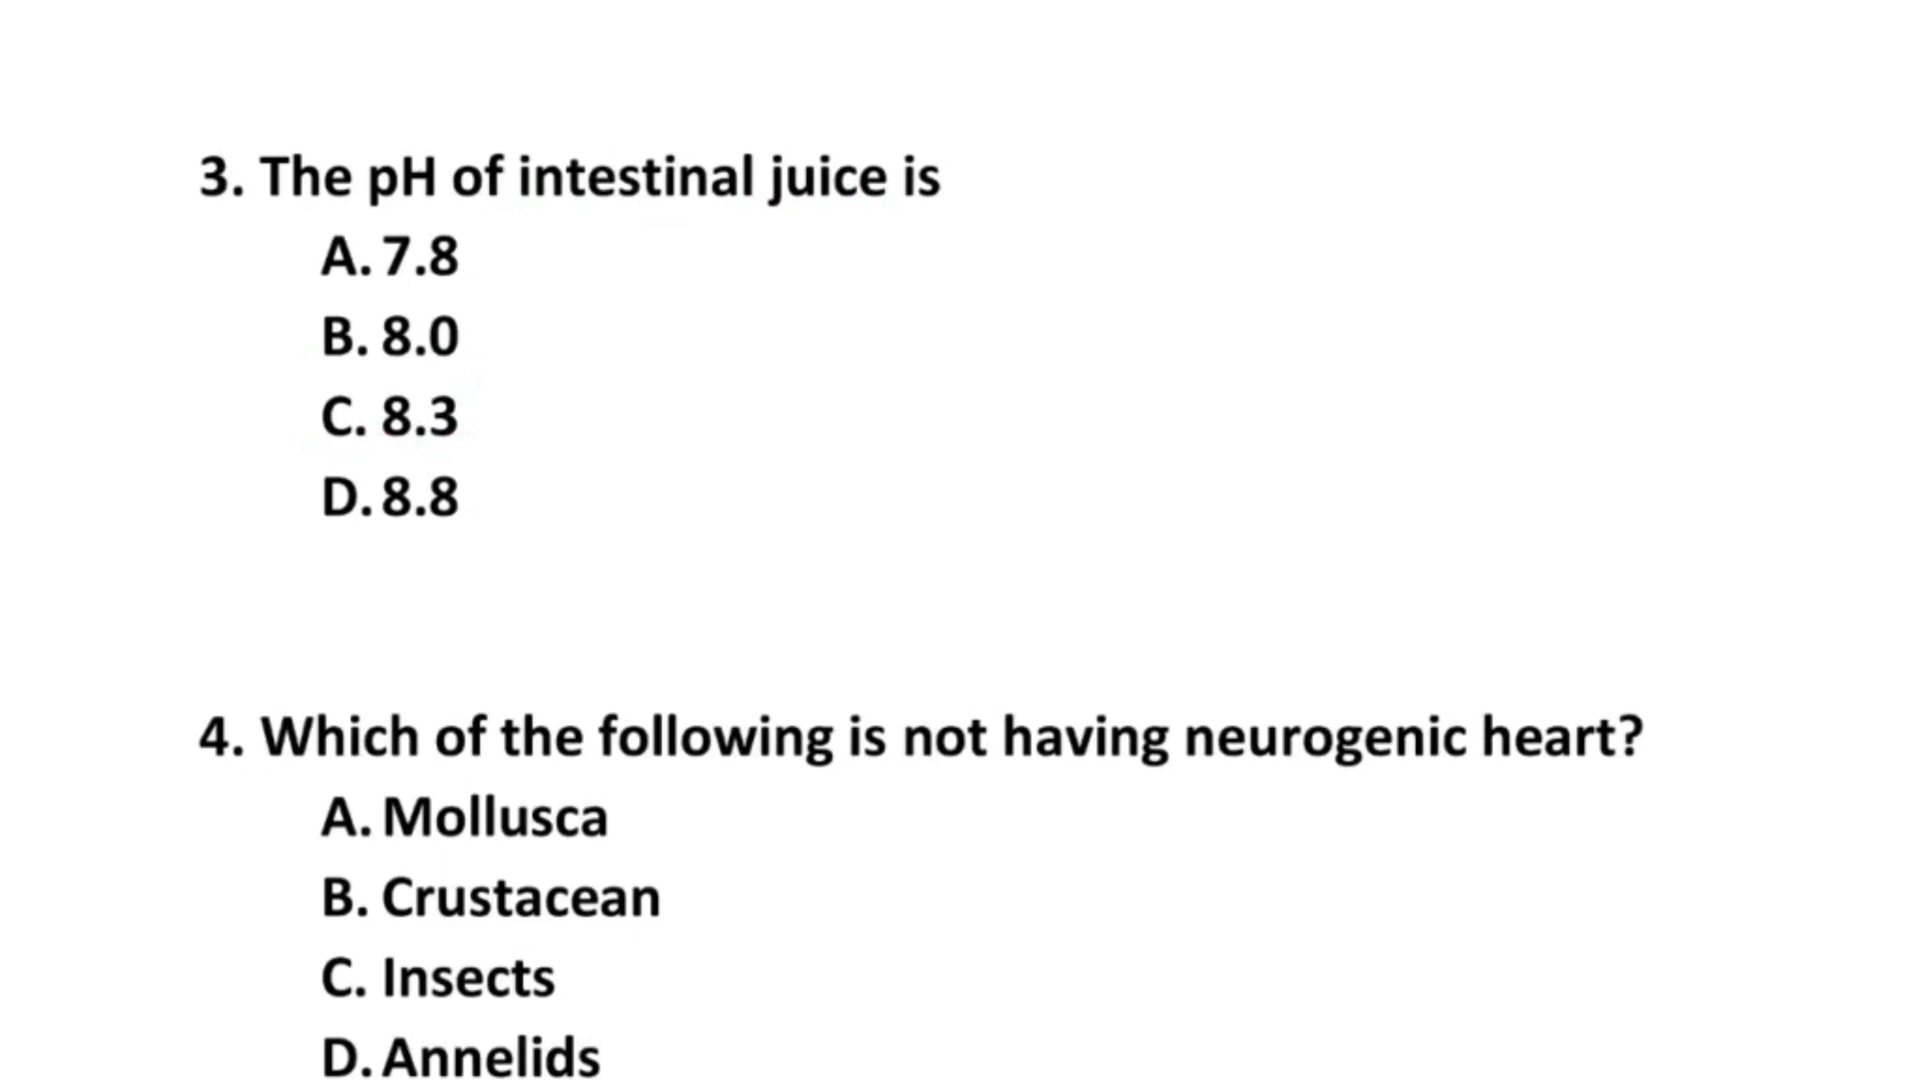 3. The pH of intestinal juice is
A. 7.8
B. 8.0
C. 8.3
D. 8.8
4. Which of the following is not having neurogenic heart?
A. Mollusca
B. Crustacean
C. Insects
D. Annelids